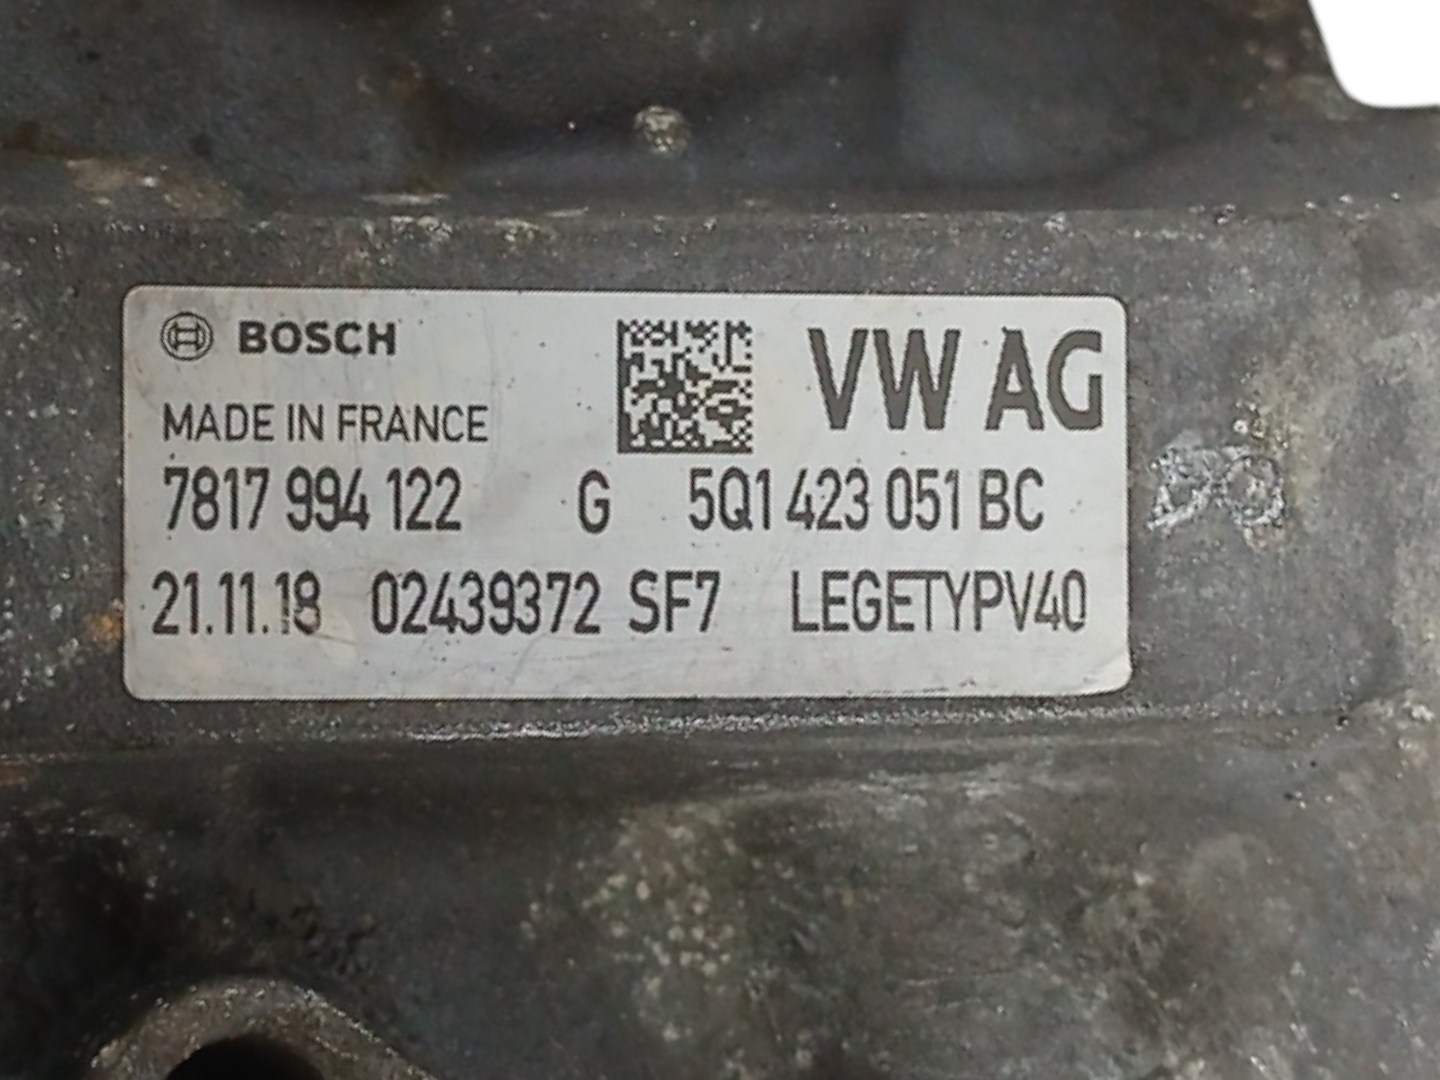 BOSCH
VW AG
MADE IN FRANCE
7817 994 122 G 5Q1 423 051 BC
21.11.18 02439372 SF7 LEGETYPV40